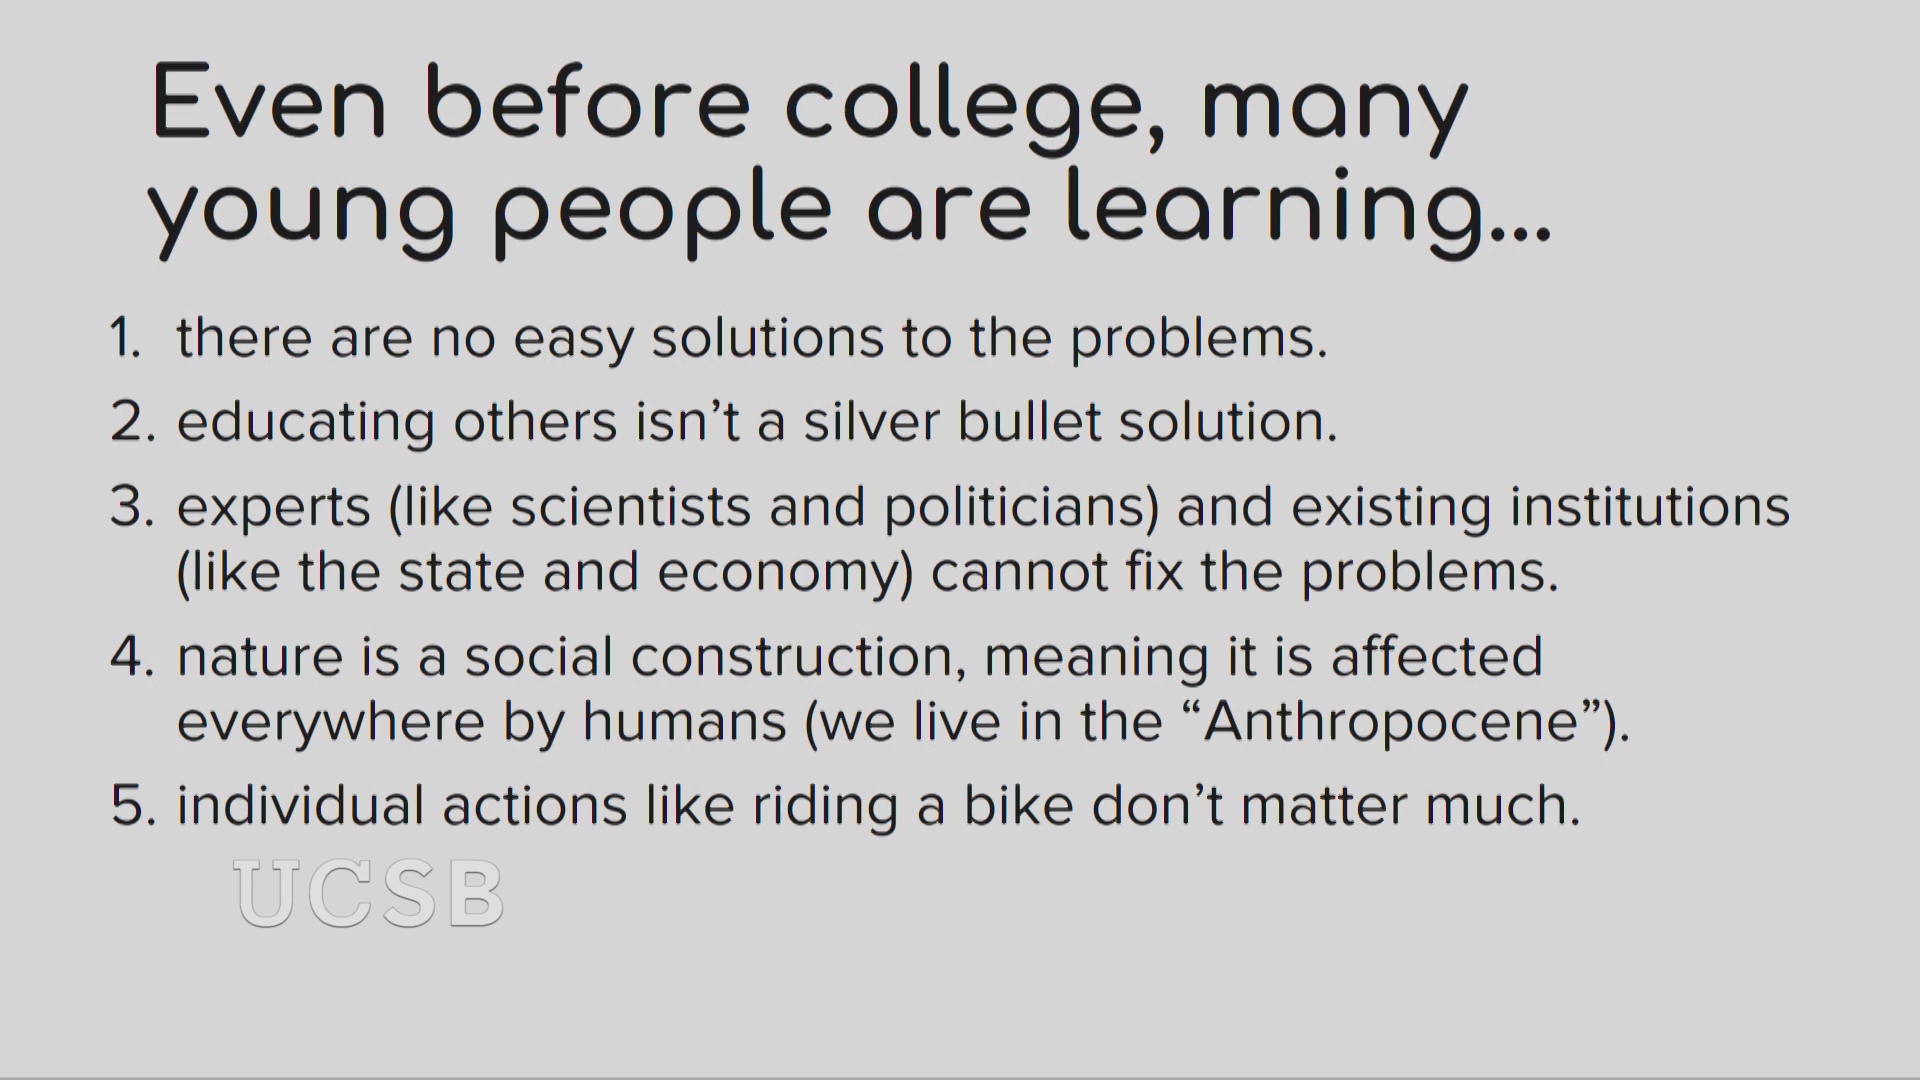 Even before college, many
young people are learning...
1. there are no easy solutions to the problems.
2. educating others isn’t a silver bullet solution.
3. experts (like scientists and politicians) and existing institutions
(like the state and economy) cannot fix the problems.
4. nature is a social construction, meaning it is affected
everywhere by humans (we live in the “Anthropocene”).
5. individual actions like riding a bike don’t matter much.
UCSB